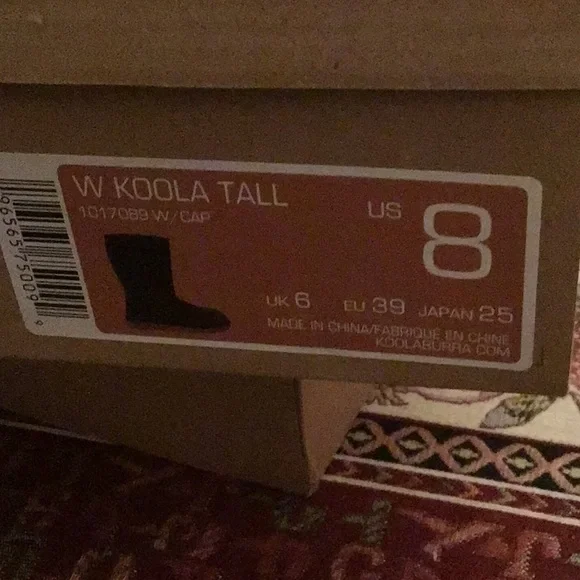 W KOOLA TALL
1017089 W/CAP
US 8
UK 6 EU 39 JAPAN 25
MADE IN CHINA/FABRIQUE EN CHINE
KOOLABURRA.COM